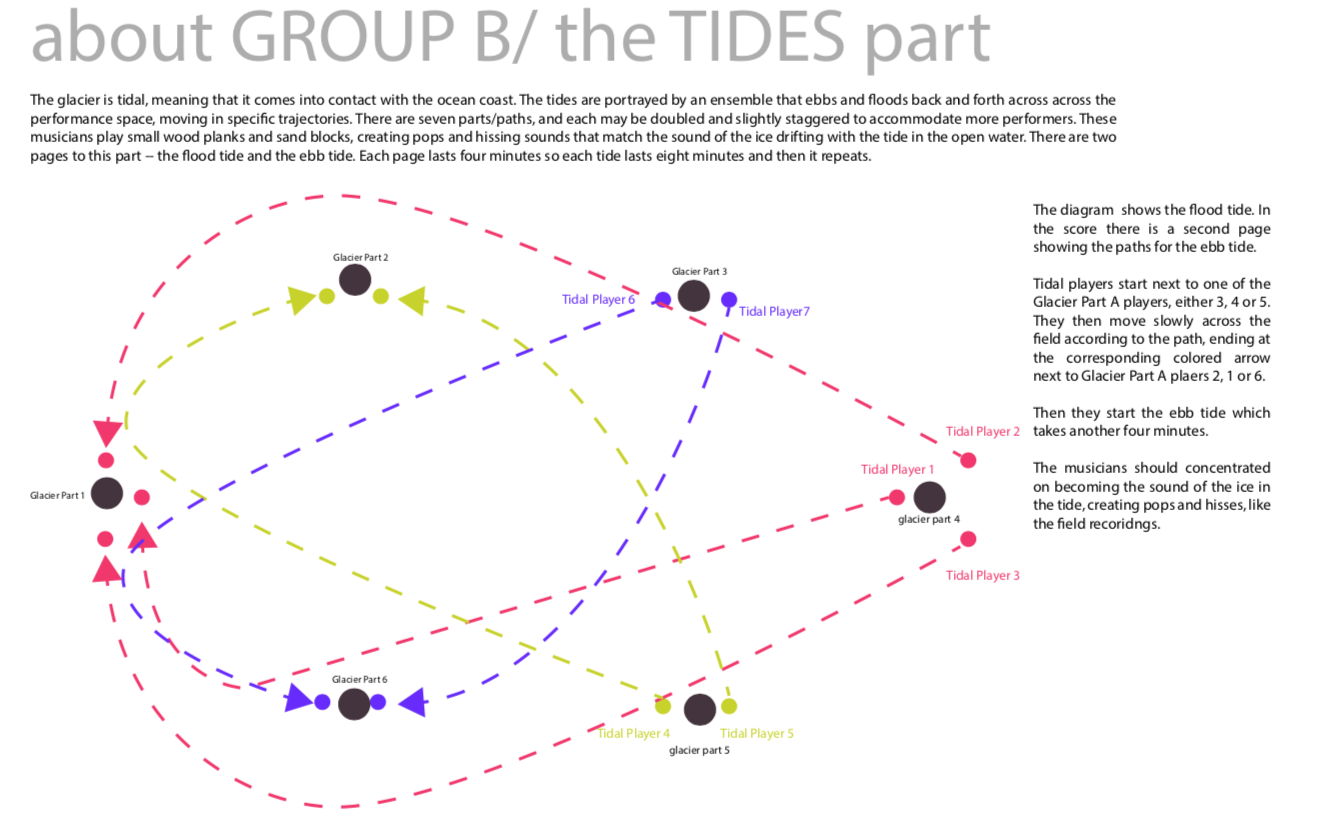 about GROUP B/ the TIDES part
The glacier is tidal, meaning that it comes into contact with the ocean coast. The tides are portrayed by an ensemble that ebbs and floods back and forth across across the
performance space, moving in specific trajectories. There are seven parts/paths, and each may be doubled and slightly staggered to accommodate more performers. These
musicians play small wood planks and sand blocks, creating pops and hissing sounds that match the sound of the ice drifting with the tide in the open water. There are two
pages to this part -- the flood tide and the ebb tide. Each page lasts four minutes so each tide lasts eight minutes and then it repeats.
The diagram shows the flood tide. In
the score there is a second page
showing the paths for the ebb tide.
Tidal players start next to one of the
Glacier Part A players, either 3, 4 or 5.
They then move slowly across the
field according to the path, ending at
the corresponding colored arrow
next to Glacier Part A plaers 2, 1 or 6.
Then they start the ebb tide which
takes another four minutes.
The musicians should concentrated
on becoming the sound of the ice in
the tide, creating pops and hisses, like
the field recoridngs.
Glacier Part 2
Glacier Part 3
Tidal Player 6
Tidal Player7
Tidal Player 2
Tidal Player 1
Glacier Part 1
glacier part 4
Tidal Player 3
Glacier Part 6
Tidal Player 4
Tidal Player 5
glacier part 5